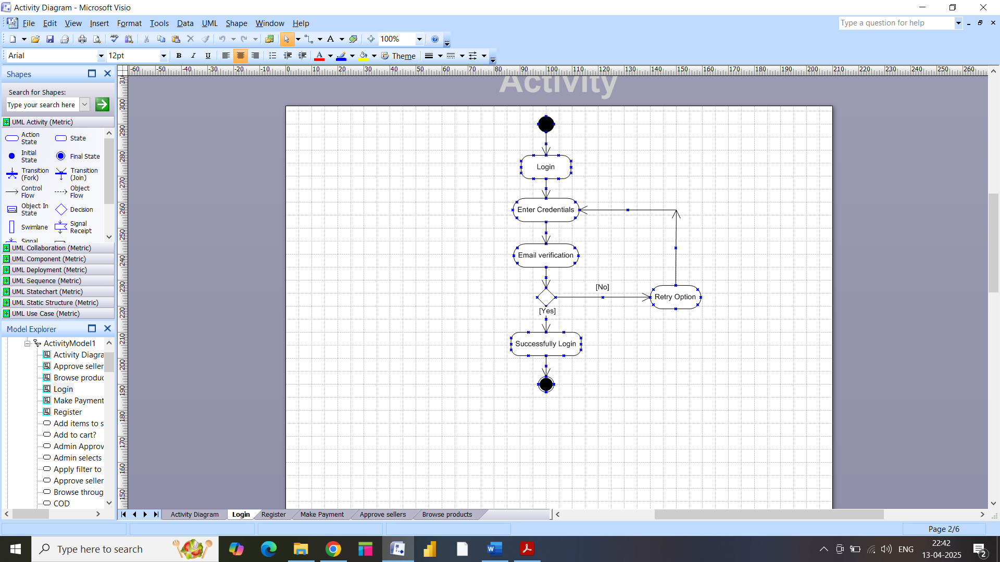 Activity Diagram - Microsoft Visio
File Edit View Insert Format Tools Data UML Shape Window Help
Type a question for help
100%
Arial 12pt B I U A Theme
Shapes
Search for Shapes:
Type your search here
UML Activity (Metric)
Action State
State
Initial State
Final State
Transition (Fork)
Transition (Join)
Control Flow
Object Flow
Object In State
Decision
Swimlane
Signal Receipt
Signal
UML Collaboration (Metric)
UML Component (Metric)
UML Deployment (Metric)
UML Sequence (Metric)
UML Statechart (Metric)
UML Static Structure (Metric)
UML Use Case (Metric)
Model Explorer
ActivityModel1
Activity Diagra
Approve seller
Browse produc
Login
Make Payment
Register
Add items to s
Add to cart?
Admin Approv
Admin selects
Apply filter to
Approve seller
Browse throug
COD
-60 -50 -40 -30 -20 -10 0 10 20 30 40 50 60 70 80 90 100 110 120 130 140 150 160 170 180 190 200 210 220 230 240 250 260
300
290
280
270
260
250
240
230
220
210
200
190
180
170
160
150
Activity
Login
Enter Credentials
Email verification
[No]
Retry Option
[Yes]
Successfully Login
Activity Diagram Login Register Make Payment Approve sellers Browse products
Page 2/6
Type here to search
ENG
22:42
13-04-2025
2